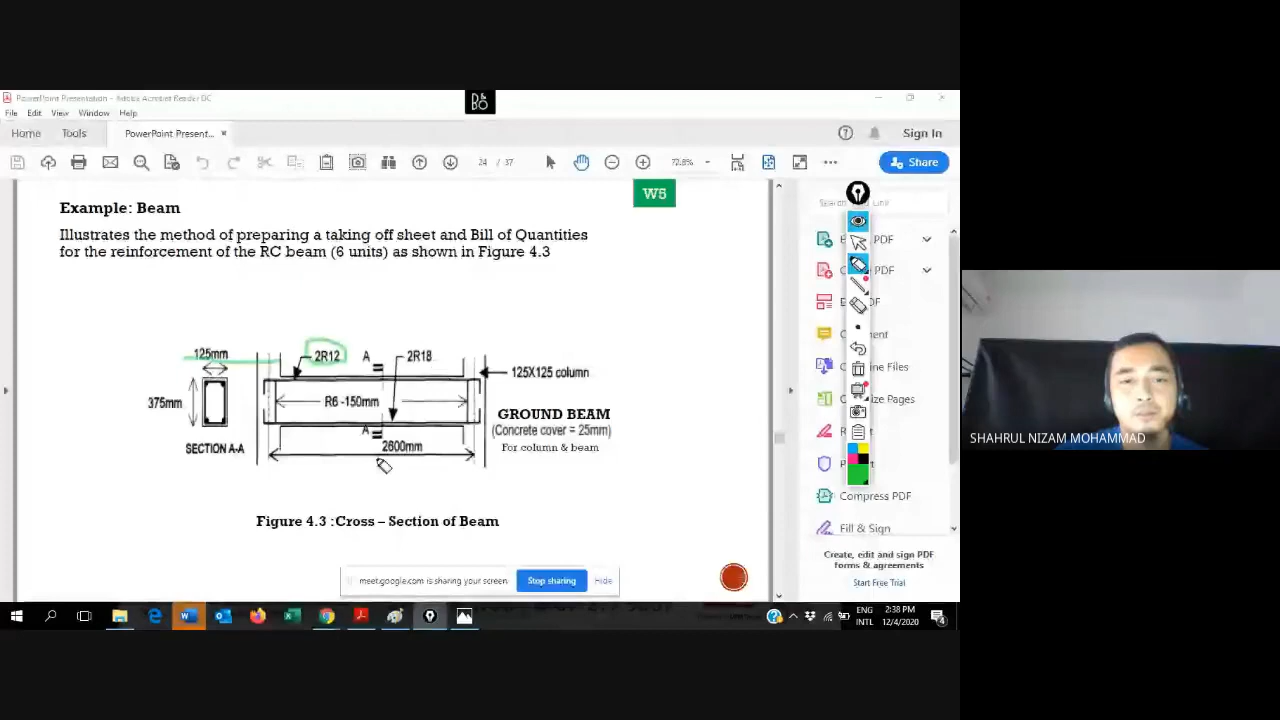 PowerPoint Presentation - Adobe Acrobat Reader DC
File Edit View Window Help
Home Tools PowerPoint Present... × Sign In
24 / 37 72.8% Share
W5
Example: Beam
Illustrates the method of preparing a taking off sheet and Bill of Quantities
for the reinforcement of the RC beam (6 units) as shown in Figure 4.3
125mm
2R12
A
2R18
125X125 column
375mm
R6 -150mm
GROUND BEAM
(Concrete cover = 25mm)
For column & beam
A
2600mm
SECTION A-A
Figure 4.3 :Cross – Section of Beam
PDF
PDF
PDF
Files
Pages
Compress PDF
Fill & Sign
Create, edit and sign PDF
forms & agreements
Start Free Trial
meet.google.com is sharing your screen. Stop sharing Hide
ENG
INTL
2:38 PM
12/4/2020
SHAHRUL NIZAM MOHAMMAD